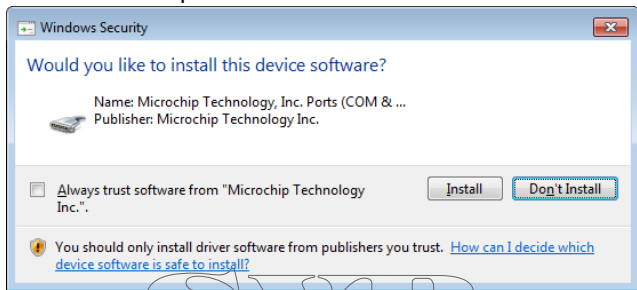 Windows Security
Would you like to install this device software?
Name: Microchip Technology, Inc. Ports (COM & ...
Publisher: Microchip Technology Inc.
Always trust software from "Microchip Technology
Inc.".
Install
Don't Install
You should only install driver software from publishers you trust. How can I decide which
device software is safe to install?